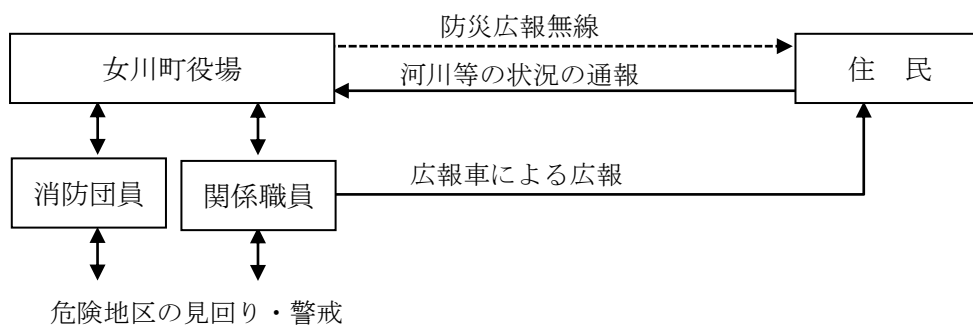 防災広報無線
女川町役場
住　民
河川等の状況の通報
消防団員
関係職員
広報車による広報
危険地区の見回り・警戒